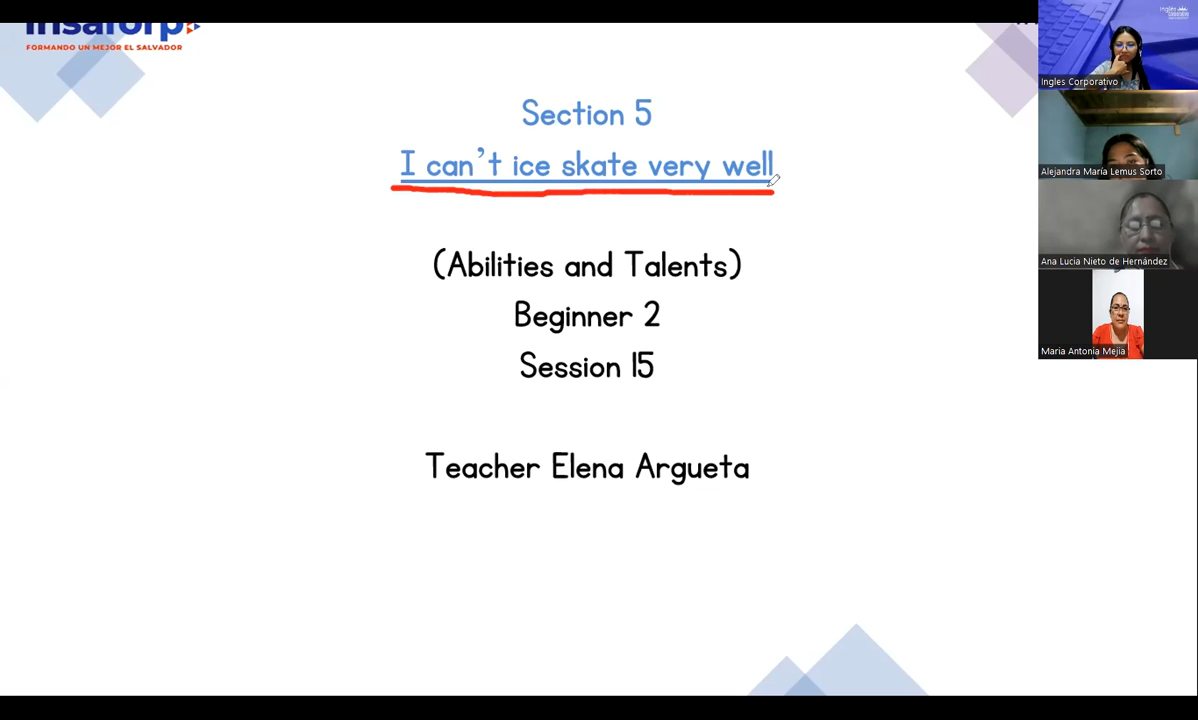 insaforp
FORMANDO UN MEJOR EL SALVADOR
Section 5
I can't ice skate very well
(Abilities and Talents)
Beginner 2
Session 15
Teacher Elena Argueta
Ingles Corporativo
Alejandra María Lemus Sorto
Ana Lucia Nieto de Hernández
Maria Antonia Mejia